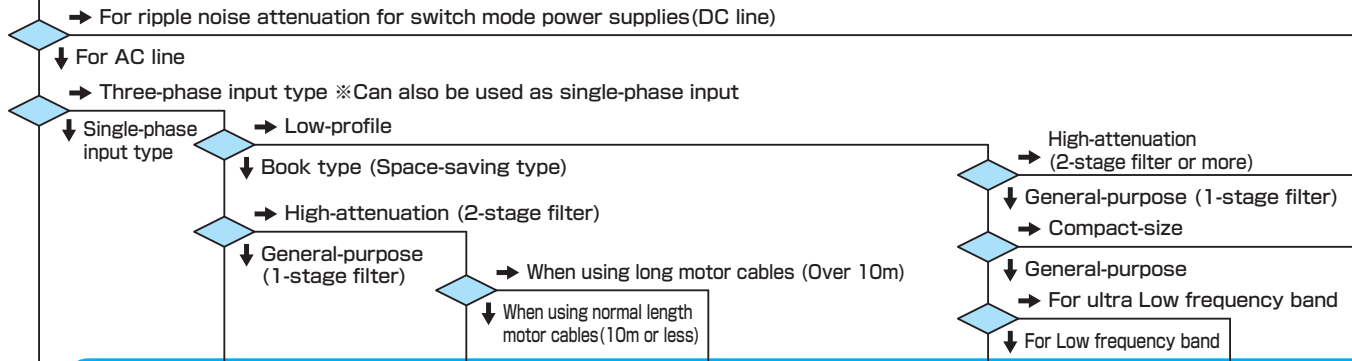 ➡ For ripple noise attenuation for switch mode power supplies(DC line)
⬇ For AC line
➡ Three-phase input type ※Can also be used as single-phase input
⬇ Single-phase
input type
➡ Low-profile
⬇ Book type (Space-saving type)
➡ High-attenuation (2-stage filter)
⬇ General-purpose
(1-stage filter)
➡ When using long motor cables (Over 10m)
⬇ When using normal length
motor cables(10m or less)
➡ High-attenuation
(2-stage filter or more)
⬇ General-purpose (1-stage filter)
➡ Compact-size
⬇ General-purpose
➡ For ultra Low frequency band
⬇ For Low frequency band